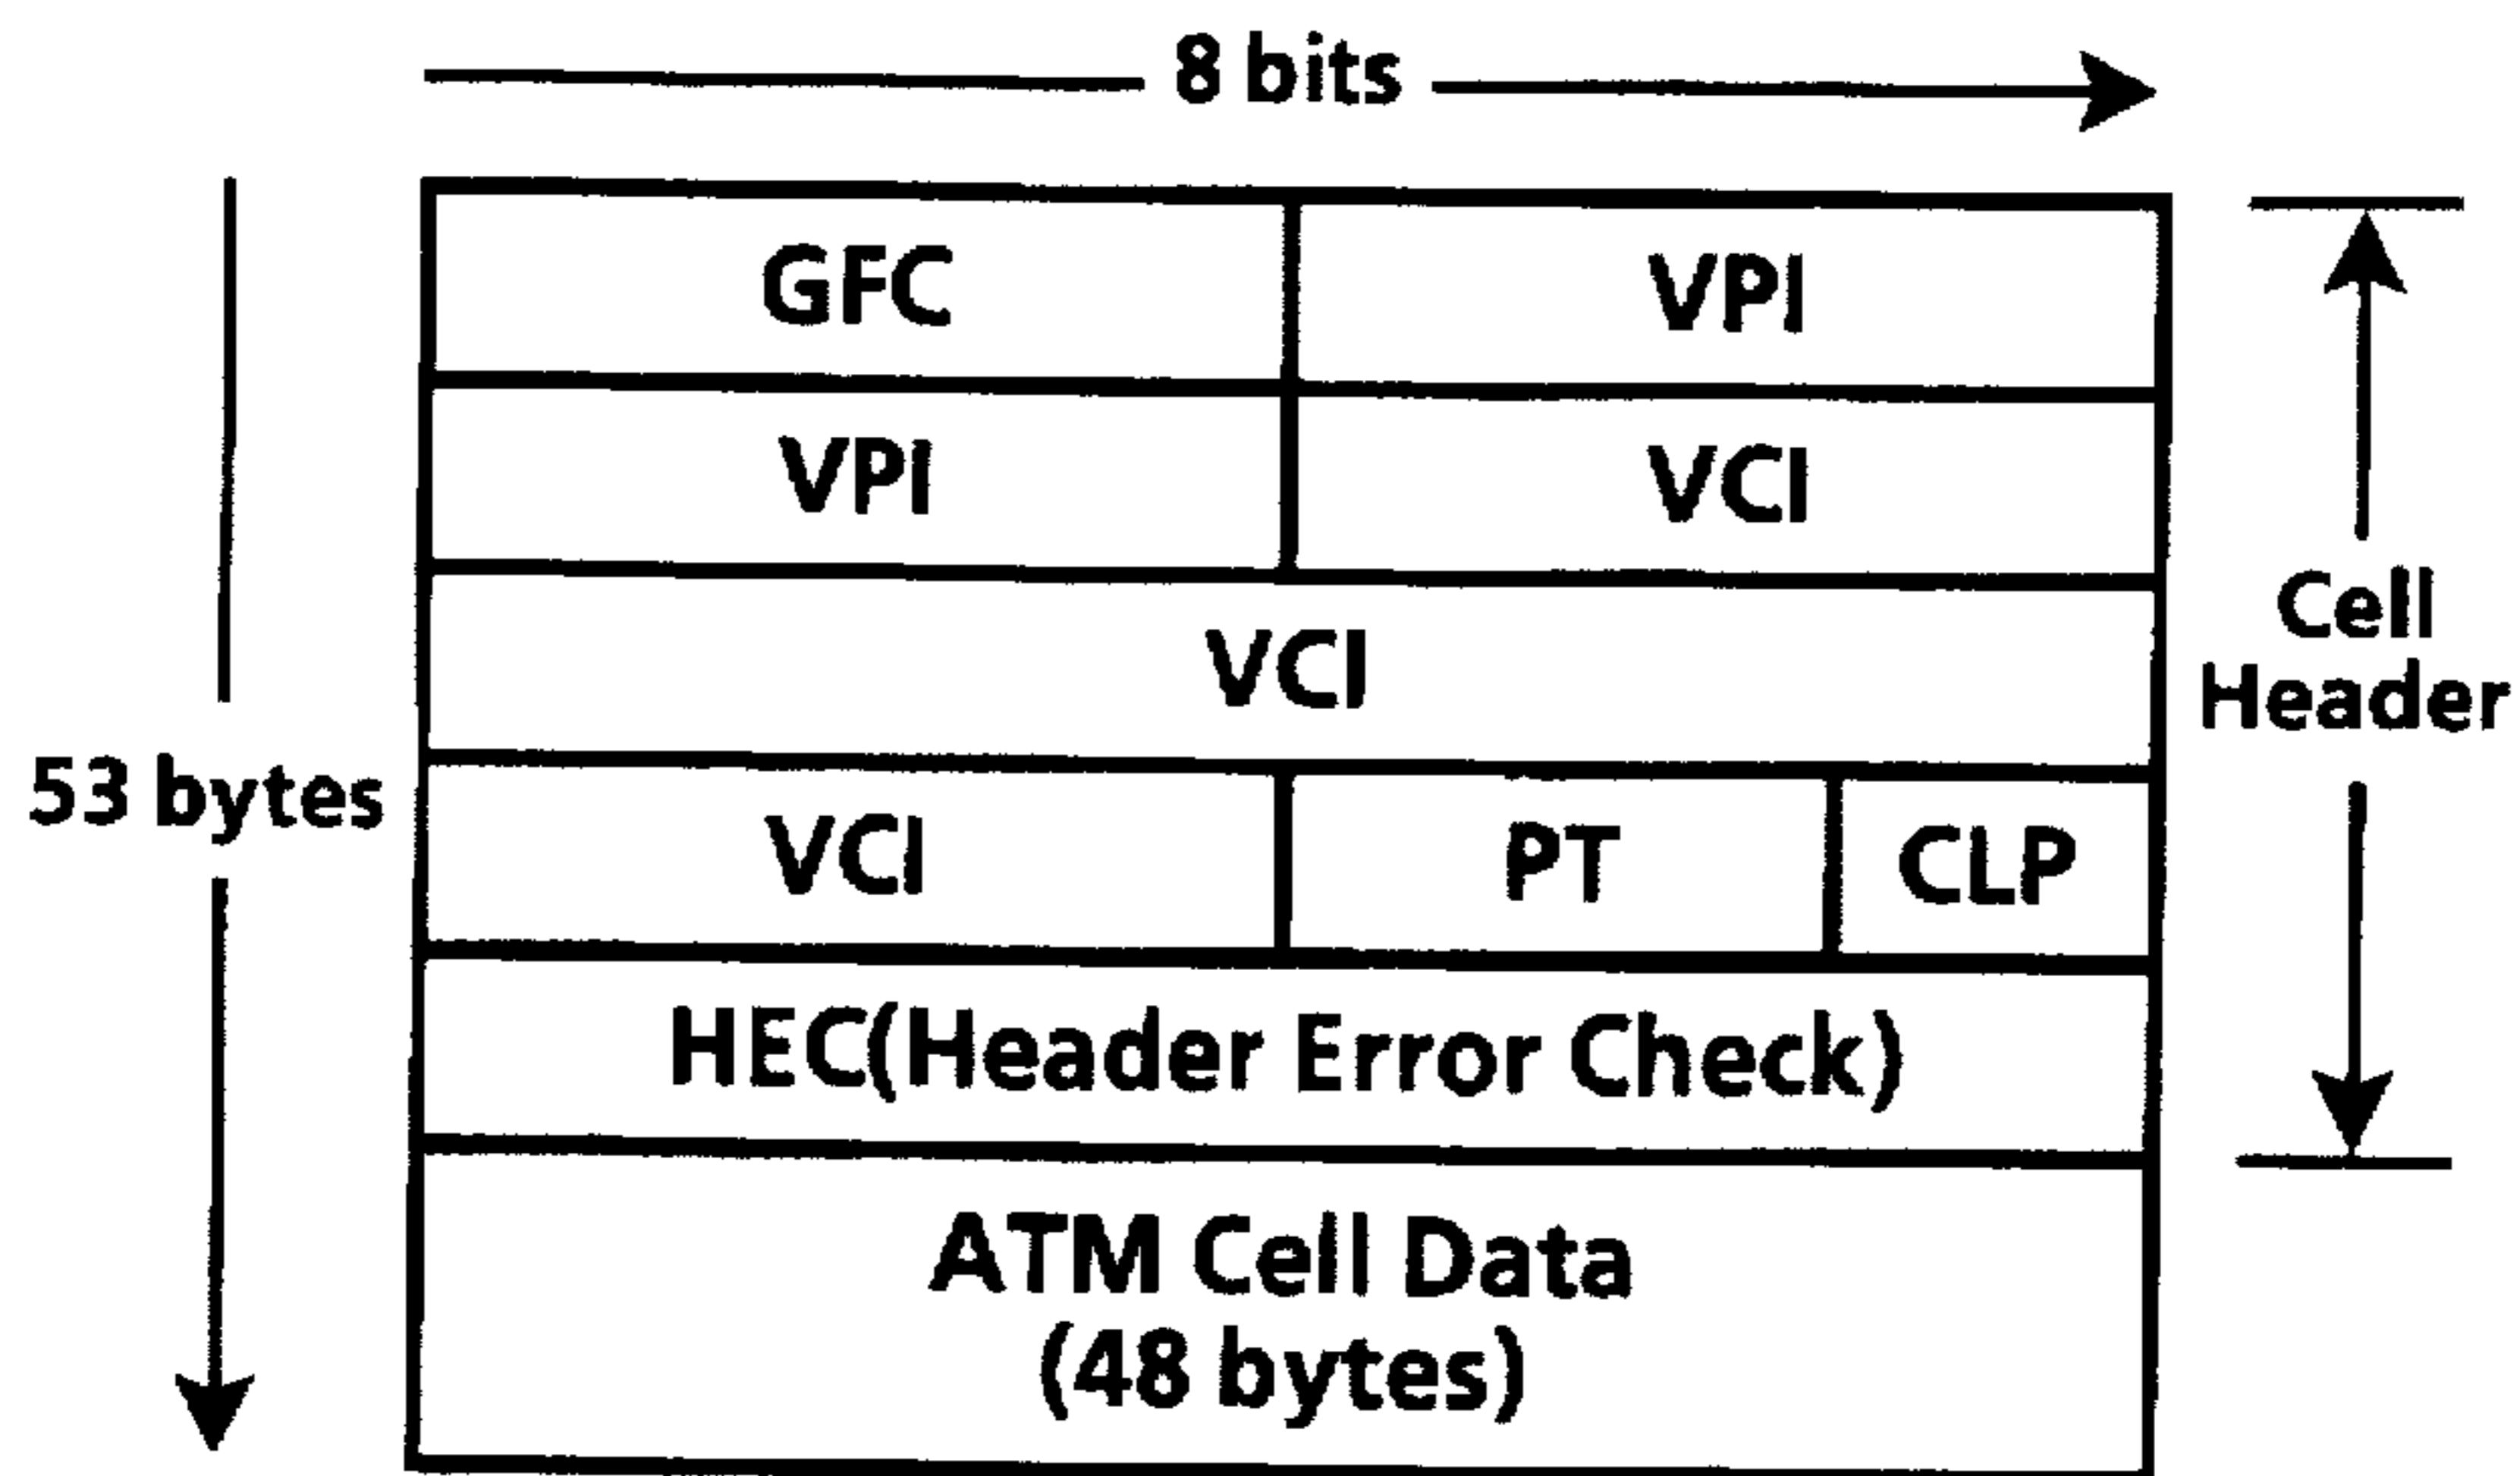 8 bits
GFC VPI
VPI VCI
VCI
Cell
Header
53 bytes
VCI PT CLP
HEC(Header Error Check)
ATM Cell Data
(48 bytes)